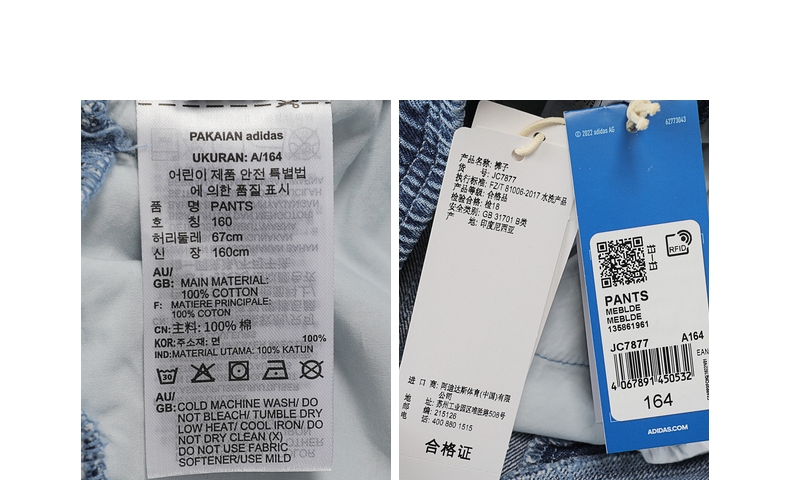 PAKAIAN adidas
UKURAN: A/164
어린이 제품 안전 특별법
에 의한 품질 표시
품 명 PANTS
호 칭 160
허리둘레 67cm
신 장 160cm
AU/
GB: MAIN MATERIAL:
100% COTTON
F: MATIERE PRINCIPALE:
100% COTON
CN:主料: 100% 棉
KOR:주소재: 면 100%
IND:MATERIAL UTAMA: 100% KATUN
30
AU/
GB:COLD MACHINE WASH/ DO
NOT BLEACH/ TUMBLE DRY
LOW HEAT/ COOL IRON/ DO
NOT DRY CLEAN (X)
DO NOT USE FABRIC
SOFTENER/USE MILD
产品名称: 裤子
货 号: JC7877
执行标准: FZ/T 81006-2017 水洗产品
产品等级: 合格品
检验合格: 检18
安全类别: GB 31701 B类
产 地: 印度尼西亚
进 口 商: 阿迪达斯体育(中国)有限
公司
地 址: 苏州工业园区唯胜路508号
邮 编: 215126
电 话: 400 880 1515
合格证
© 2022 adidas AG
62773043
RFID
PANTS
MEBLDE
MEBLDE
135861961
JC7877 A164
EAN
4 067891 450532
164
ADIDAS.COM